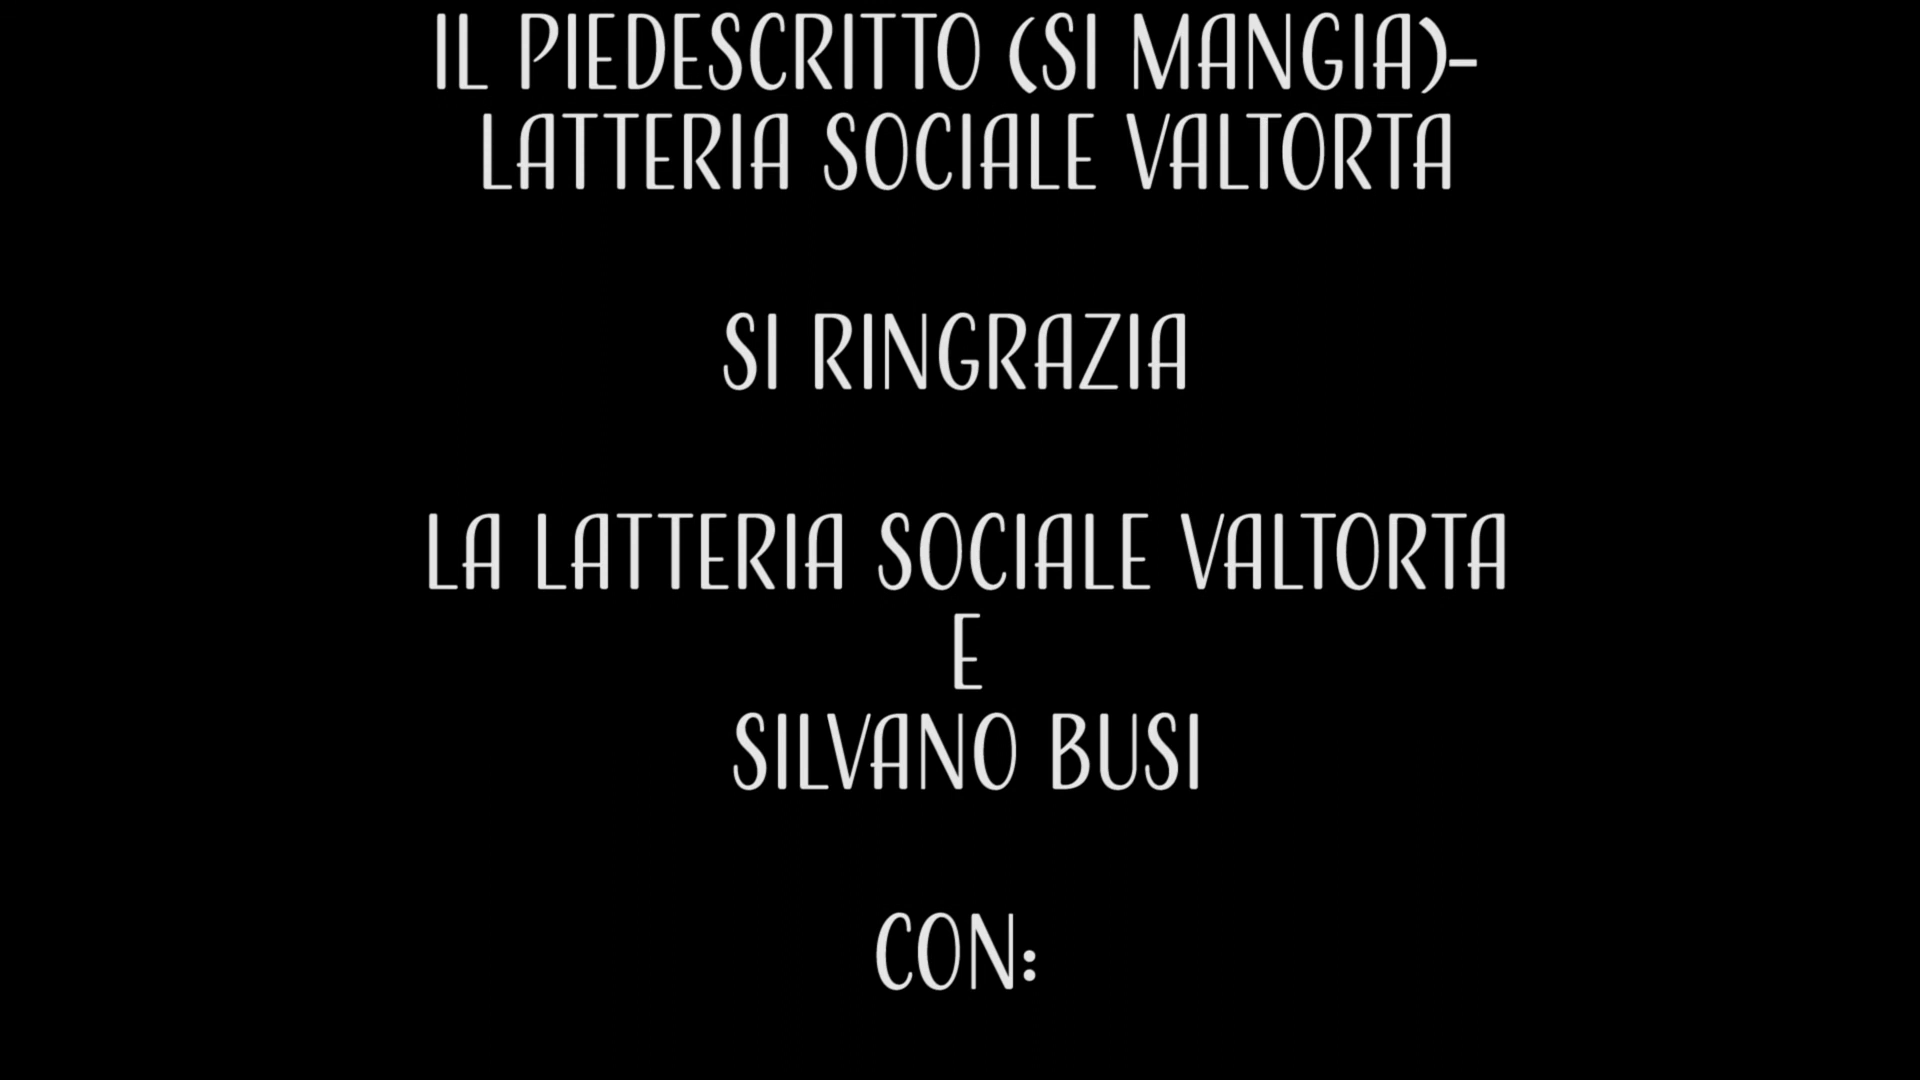 IL PIEDESCRITTO (SI MANGIA)-
LATTERIA SOCIALE VALTORTA
SI RINGRAZIA
LA LATTERIA SOCIALE VALTORTA
E
SILVANO BUSI
CON: